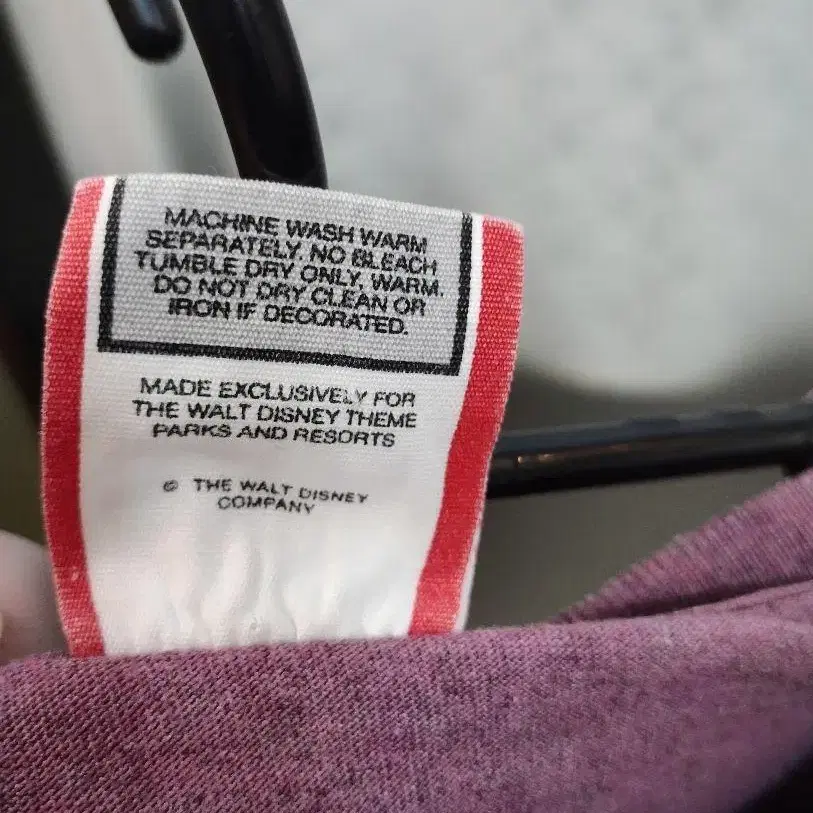 MACHINE WASH WARM
SEPARATELY. NO BLEACH
TUMBLE DRY ONLY, WARM.
DO NOT DRY CLEAN OR
IRON IF DECORATED.
MADE EXCLUSIVELY FOR
THE WALT DISNEY THEME
PARKS AND RESORTS
© THE WALT DISNEY
COMPANY